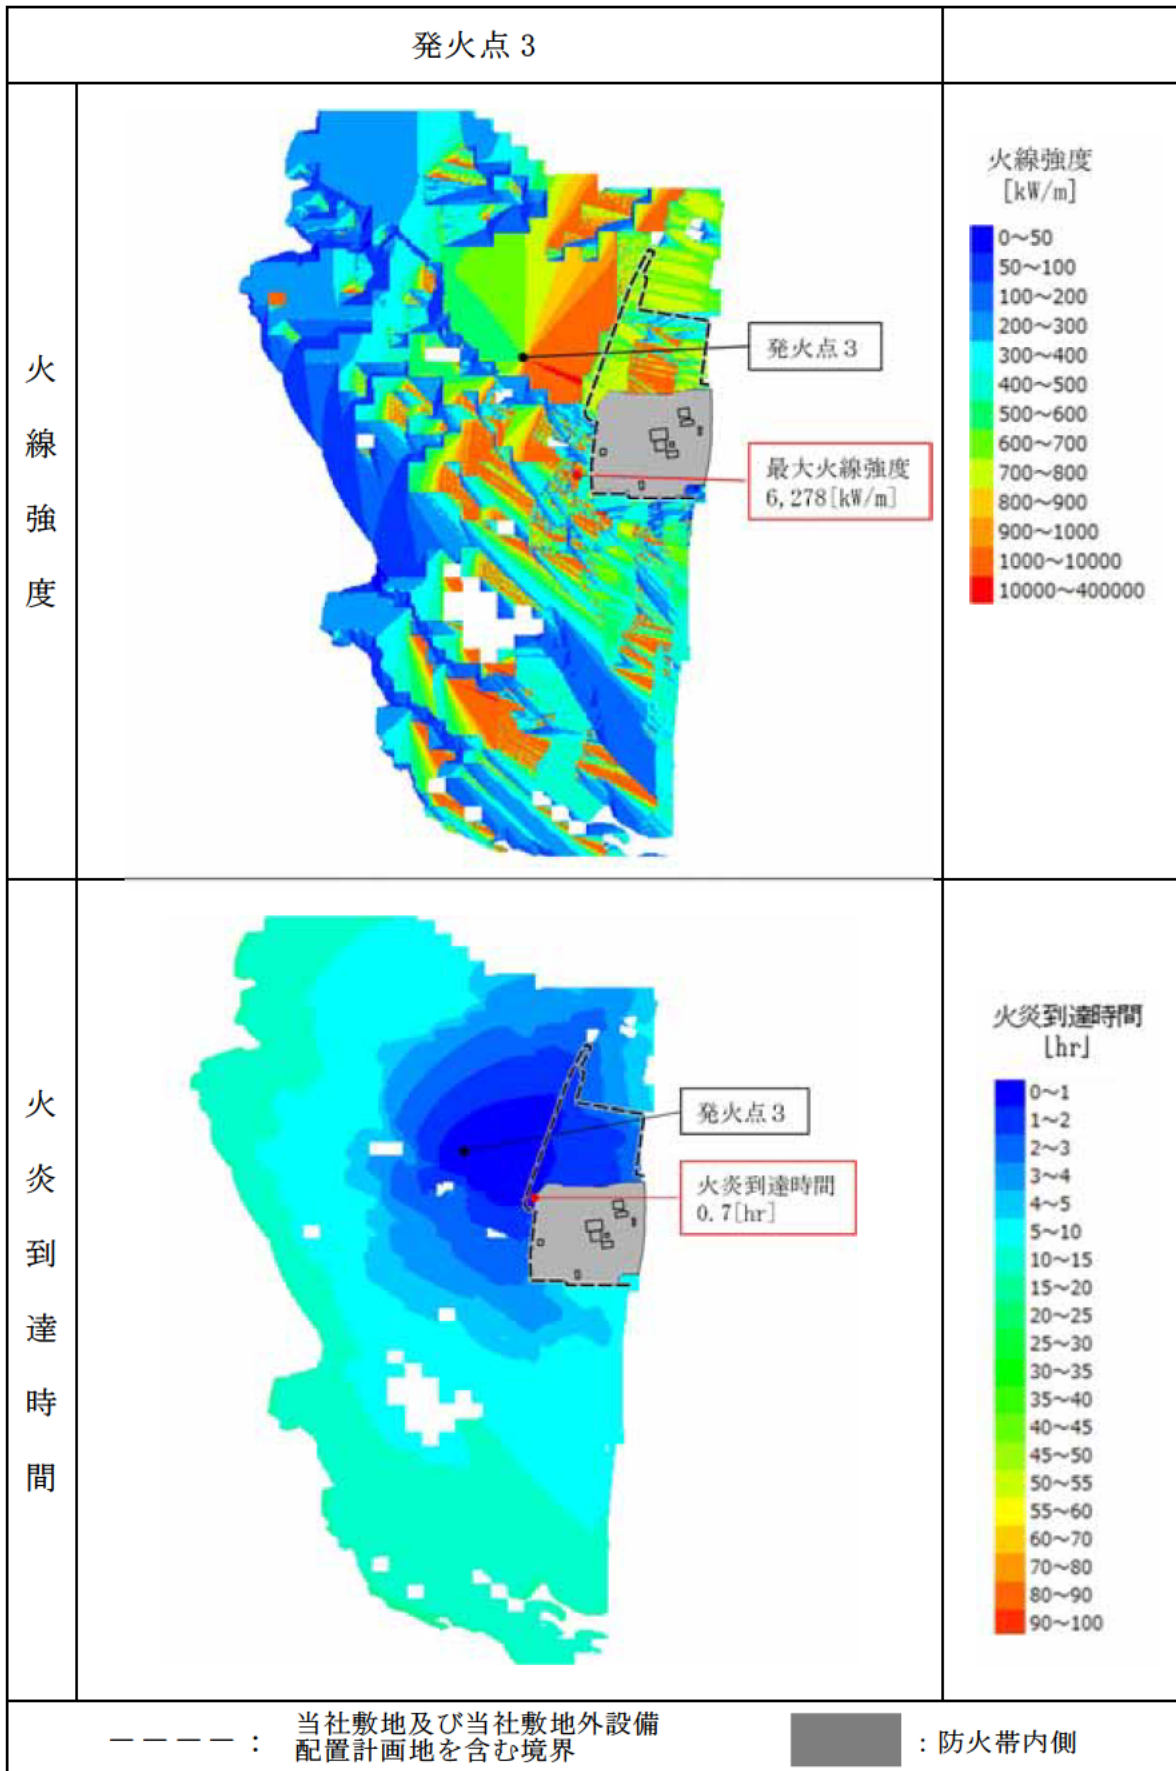 発火点 3
火線強度
火線強度
[kW/m]
0～50
50～100
100～200
200～300
300～400
400～500
500～600
600～700
700～800
800～900
900～1000
1000～10000
10000～400000
発火点 3
最大火線強度
6,278[kW/m]
火炎到達時間
火炎到達時間
[hr]
0～1
1～2
2～3
3～4
4～5
5～10
10～15
15～20
20～25
25～30
30～35
35～40
40～45
45～50
50～55
55～60
60～70
70～80
80～90
90～100
発火点 3
火炎到達時間
0.7[hr]
－－－－：
当社敷地及び当社敷地外設備
配置計画地を含む境界
：防火帯内側